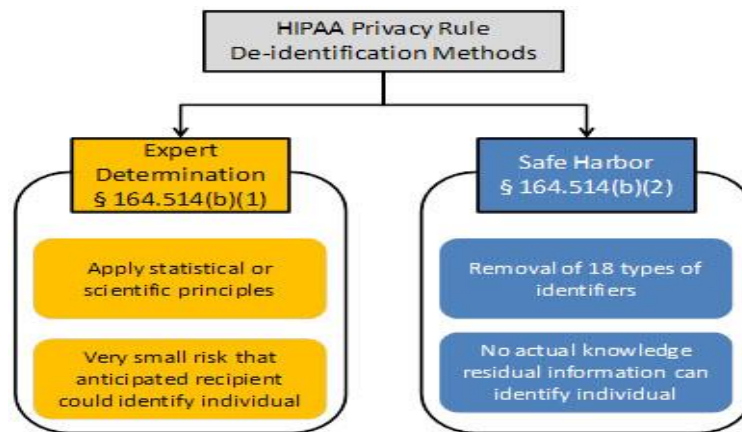 HIPAA Privacy Rule
De-identification Methods
Expert
Determination
§ 164.514(b)(1)
Apply statistical or
scientific principles
Very small risk that
anticipated recipient
could identify individual
Safe Harbor
§ 164.514(b)(2)
Removal of 18 types of
identifiers
No actual knowledge
residual information can
identify individual